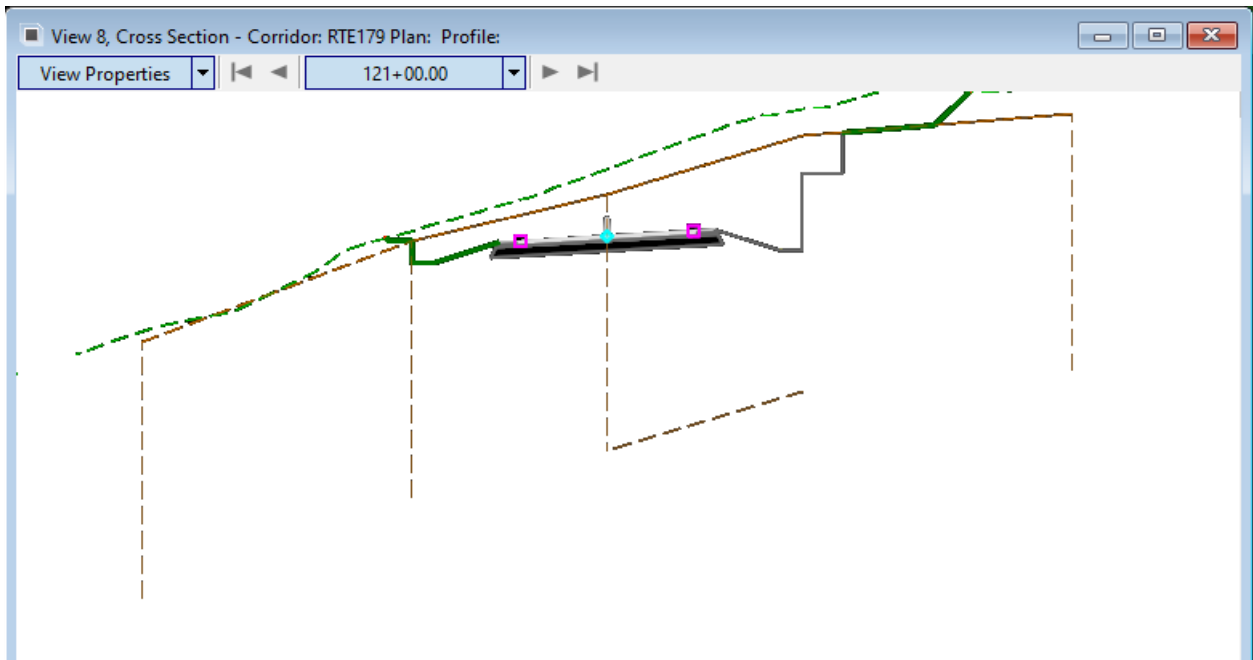 View 8, Cross Section - Corridor: RTE179 Plan: Profile:
View Properties
121+00.00